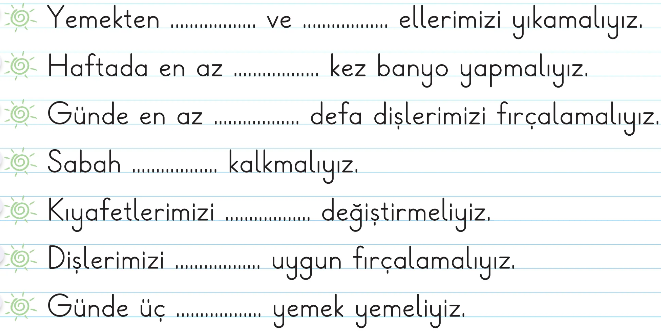 Yemekten ................. ve ................. ellerimizi yıkamalıyız.
Haftada en az ................. kez banyo yapmalıyız.
Günde en az ................. defa dişlerimizi fırçalamalıyız.
Sabah ................. kalkmalıyız.
Kıyafetlerimizi ................. değiştirmeliyiz.
Dişlerimizi ................. uygun fırçalamalıyız.
Günde üç ................. yemek yemeliyiz.